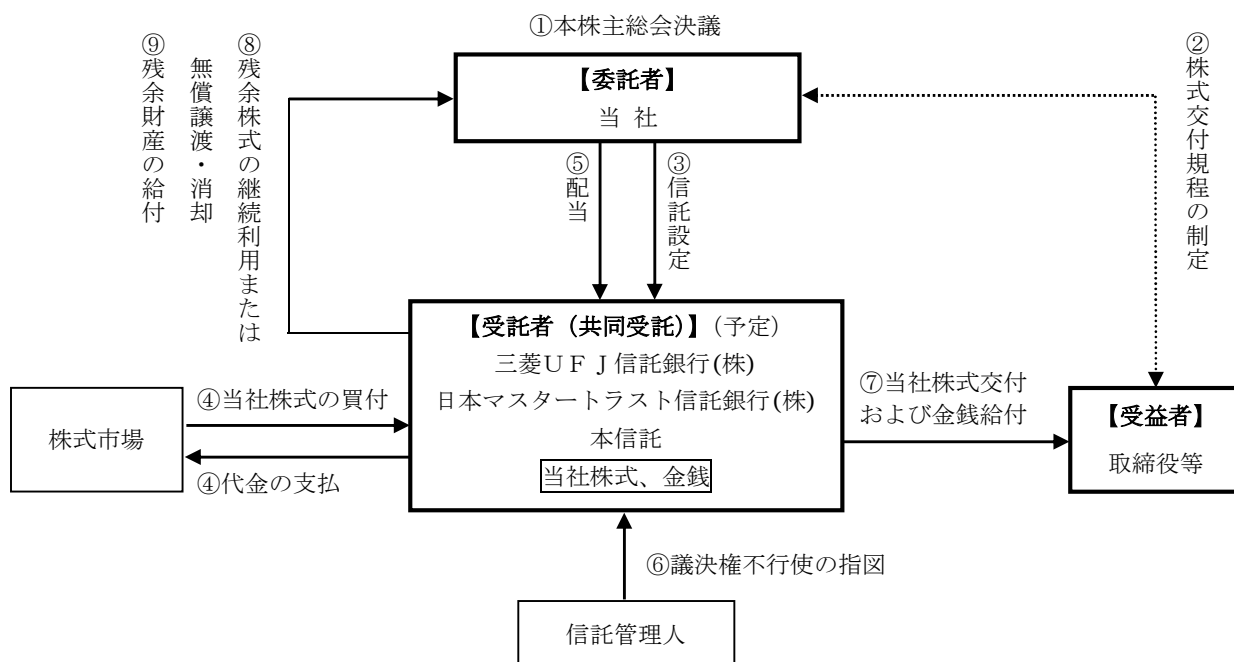 ①本株主総会決議
【委託者】
当 社
②株式交付規程の制定
⑧残余株式の継続利用または
無償譲渡・消却
⑨残余財産の給付
③信託設定
⑤配当
【受託者（共同受託）】（予定）
三菱ＵＦＪ信託銀行(株)
日本マスタートラスト信託銀行(株)
本信託
当社株式、金銭
④当社株式の買付
株式市場
④代金の支払
⑦当社株式交付
および金銭給付
【受益者】
取締役等
⑥議決権不行使の指図
信託管理人